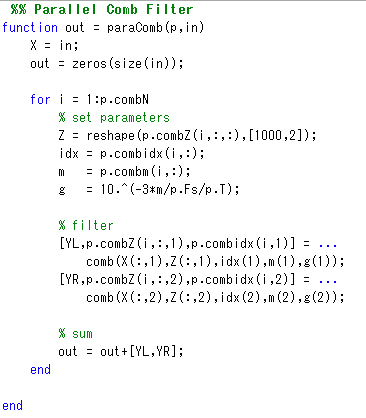 %% Parallel Comb Filter
function out = paraComb(p,in)
X = in;
out = zeros(size(in));
for i = 1:p.combN
% set parameters
Z = reshape(p.combZ(i,:,:),[1000,2]);
idx = p.combidx(i,:);
m = p.combm(i,:);
g = 10.^(-3*m/p.Fs/p.T);
% filter
[YL,p.combZ(i,:,1),p.combidx(i,1)] = ...
comb(X(:,1),Z(:,1),idx(1),m(1),g(1));
[YR,p.combZ(i,:,2),p.combidx(i,2)] = ...
comb(X(:,2),Z(:,2),idx(2),m(2),g(2));
% sum
out = out+[YL,YR];
end
end